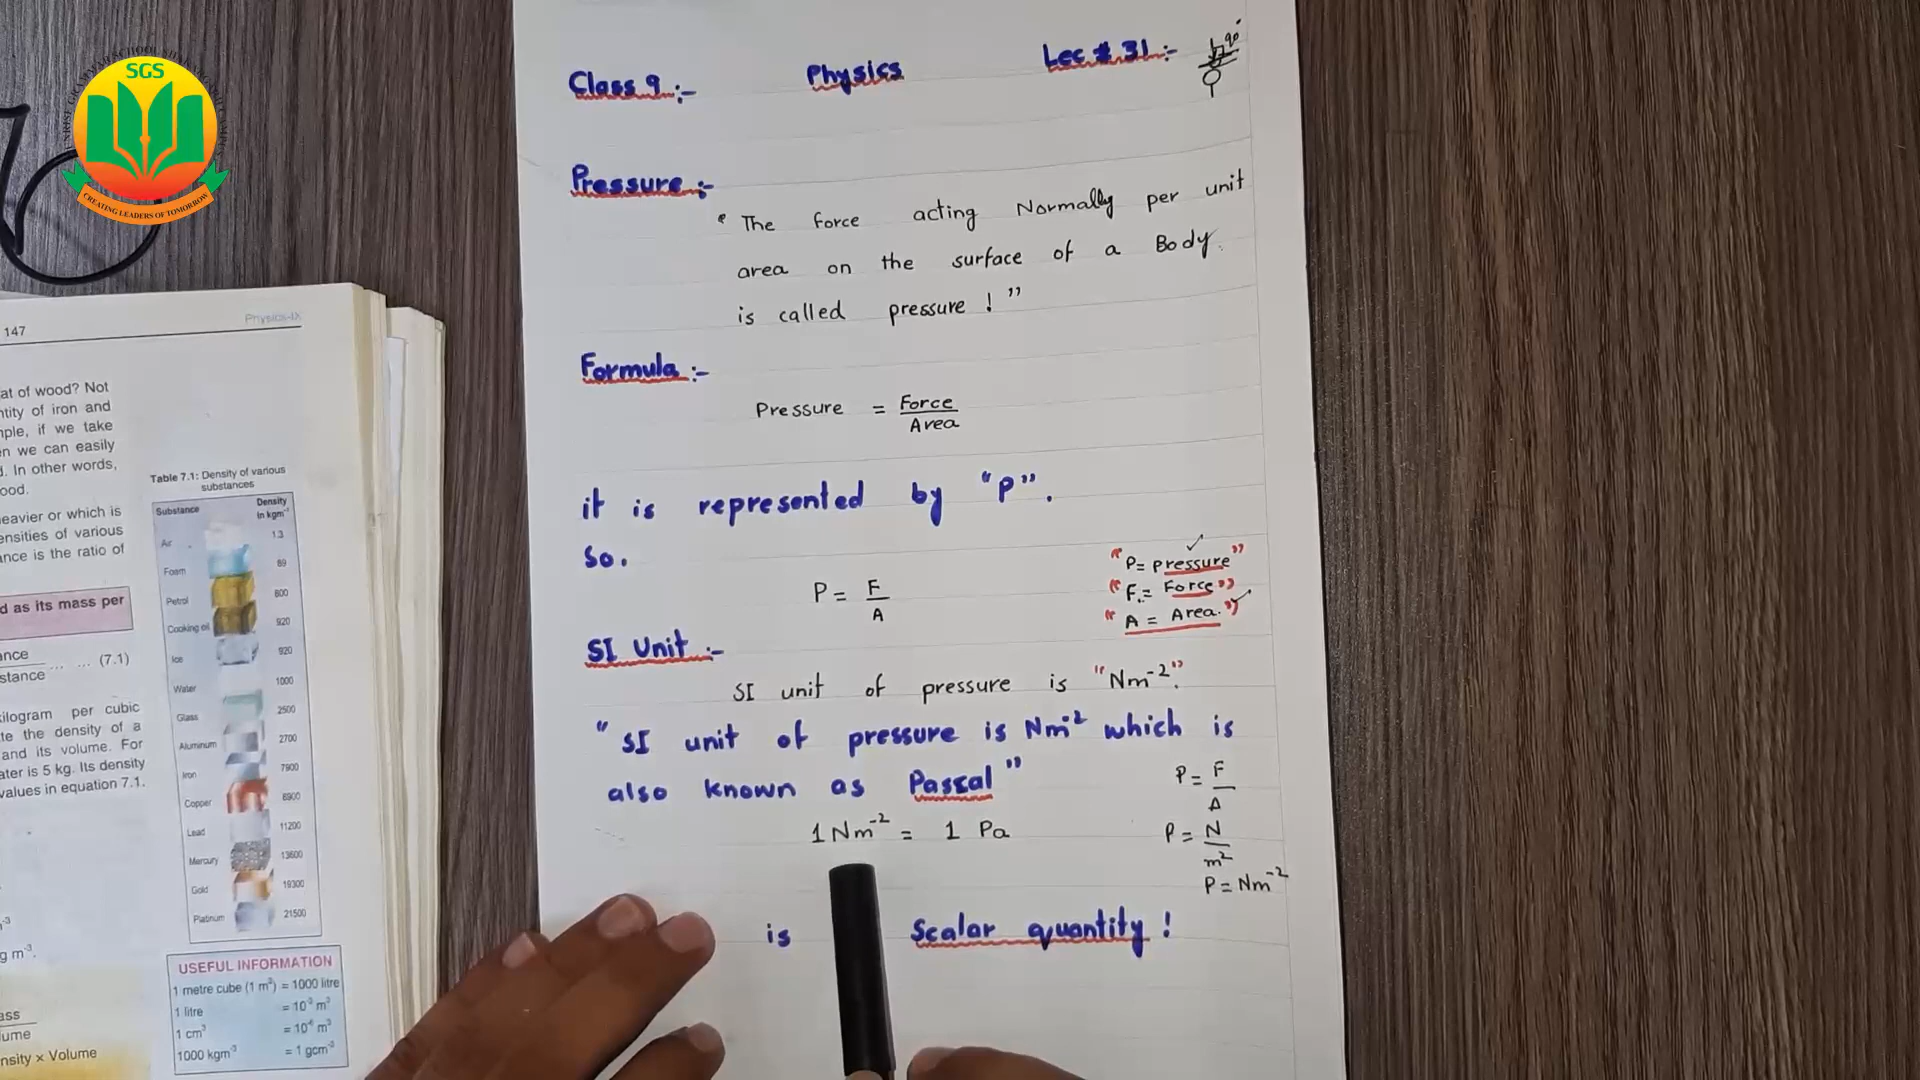 SGS
CREATING LEADERS OF TOMORROW
Class 9:-
Physics
Lec # 31:-
90°
Pressure:-
" The force acting Normally per unit
area on the surface of a Body.
is called pressure ! "
Formula:-
Pressure = Force
Area
it is represented by "P".
So.
P = F
A
"P= pressure"
"F.= Force"
"A = Area."
SI Unit:-
SI unit of pressure is "Nm⁻²".
"SI unit of pressure is Nm⁻² which is
also known as Pascal"
1 Nm⁻² = 1 Pa
P = F
A
P = N
m²
P = Nm⁻²
is Scalar quantity !
147
Physics-IX
at of wood? Not
ntity of iron and
mple, if we take
n we can easily
d. In other words,
ood.
heavier or which is
ensities of various
ance is the ratio of
d as its mass per
ance
stance
... ... (7.1)
kilogram per cubic
te the density of a
and its volume. For
ater is 5 kg. Its density
values in equation 7.1.
-3
g m⁻³.
ass
ume
nsity × Volume
Table 7.1: Density of various
substances
Substance Density
in kgm⁻³
Air 1.3
Foam 89
Petrol 800
Cooking oil 920
Ice 920
Water 1000
Glass 2500
Aluminum 2700
Iron 7900
Copper 8900
Lead 11200
Mercury 13600
Gold 19300
Platinum 21500
USEFUL INFORMATION
1 metre cube (1 m³) = 1000 litre
1 litre = 10⁻³ m³
1 cm³ = 10⁻⁶ m³
1000 kgm⁻³ = 1 gcm⁻³